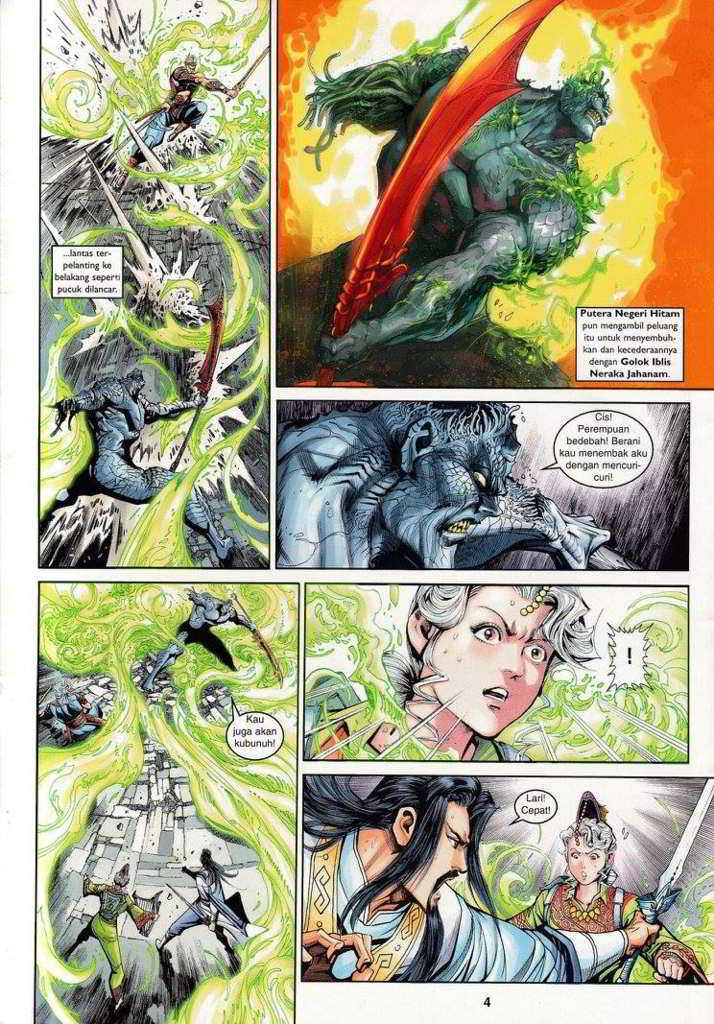 ...lantas ter-
pelanting ke
belakang seperti
pucuk dilancar.
Putera Negeri Hitam
pun mengambil peluang
itu untuk menyembuh-
kan dan kecederaannya
dengan Golok Iblis
Neraka Jahanam.
Cis!
Perempuan
bedebah! Berani
kau menembak aku
dengan mencuri-
curi!
Kau
juga akan
kubunuh!
!
Lari!
Cepat!
4